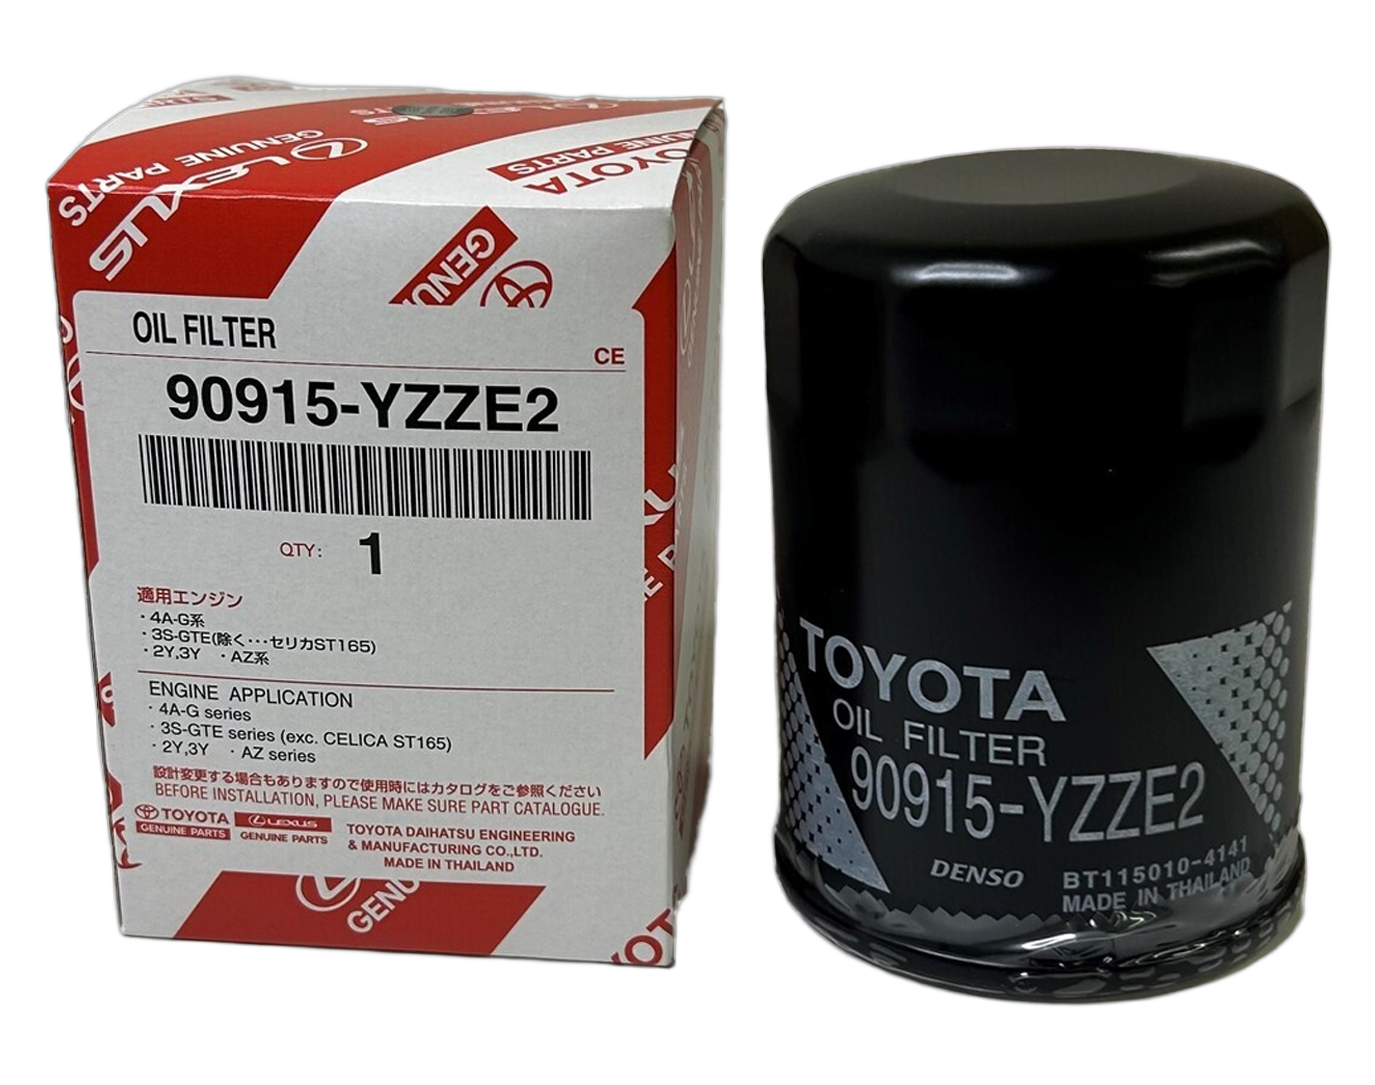 LEXUS
GENUINE PARTS
TOYOTA
GENUINE PARTS
GENU
OIL FILTER
CE
90915-YZZE2
QTY: 1
適用エンジン
・4A-G系
・3S-GTE(除く・・・セリカST165)
・2Y,3Y ・AZ系
ENGINE APPLICATION
・4A-G series
・3S-GTE series (exc. CELICA ST165)
・2Y,3Y ・AZ series
設計変更する場合もありますので使用時にはカタログをご参照ください
BEFORE INSTALLATION, PLEASE MAKE SURE PART CATALOGUE.
TOYOTA
GENUINE PARTS
LEXUS
GENUINE PARTS
TOYOTA DAIHATSU ENGINEERING
& MANUFACTURING CO.,LTD.
MADE IN THAILAND
GENU
TOYOTA
OIL FILTER
90915-YZZE2
DENSO
BT115010-4141
MADE IN THAILAND